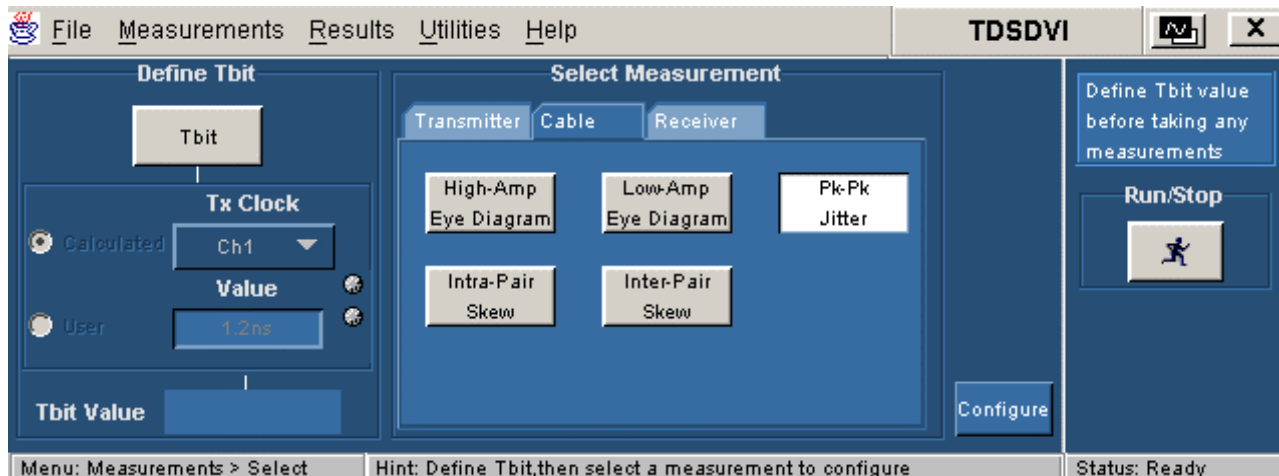 File Measurements Results Utilities Help TDSDVI X
Define Tbit
Tbit
Tx Clock
Calculated
Ch1
Value
User
1.2ns
Tbit Value
Select Measurement
Transmitter Cable Receiver
High-Amp
Eye Diagram
Low-Amp
Eye Diagram
Pk-Pk
Jitter
Intra-Pair
Skew
Inter-Pair
Skew
Configure
Define Tbit value
before taking any
measurements
Run/Stop
Menu: Measurements > Select
Hint: Define Tbit,then select a measurement to configure
Status: Ready